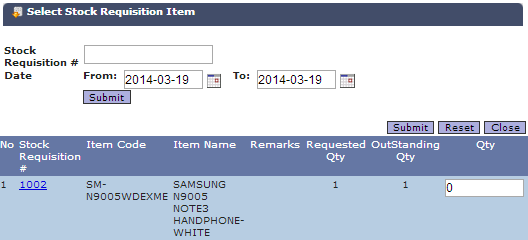 Select Stock Requisition Item
Stock
Requisition #
Date From: 2014-03-19 To: 2014-03-19
Submit
Submit Reset Close
No Stock Item Code Item Name Remarks Requested OutStanding Qty
Requisition Qty Qty
#
1 1002 SM- SAMSUNG 1 1 0
N9005WDEXME N9005
NOTE3
HANDPHONE-
WHITE